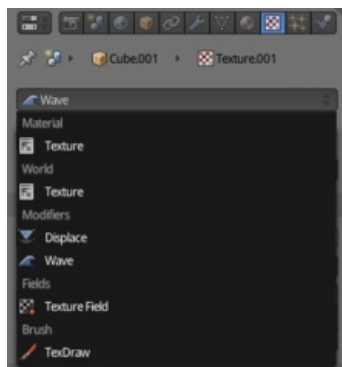 Cube.001 Texture.001
Wave
Material
Texture
World
Texture
Modifiers
Displace
Wave
Fields
Texture Field
Brush
TexDraw